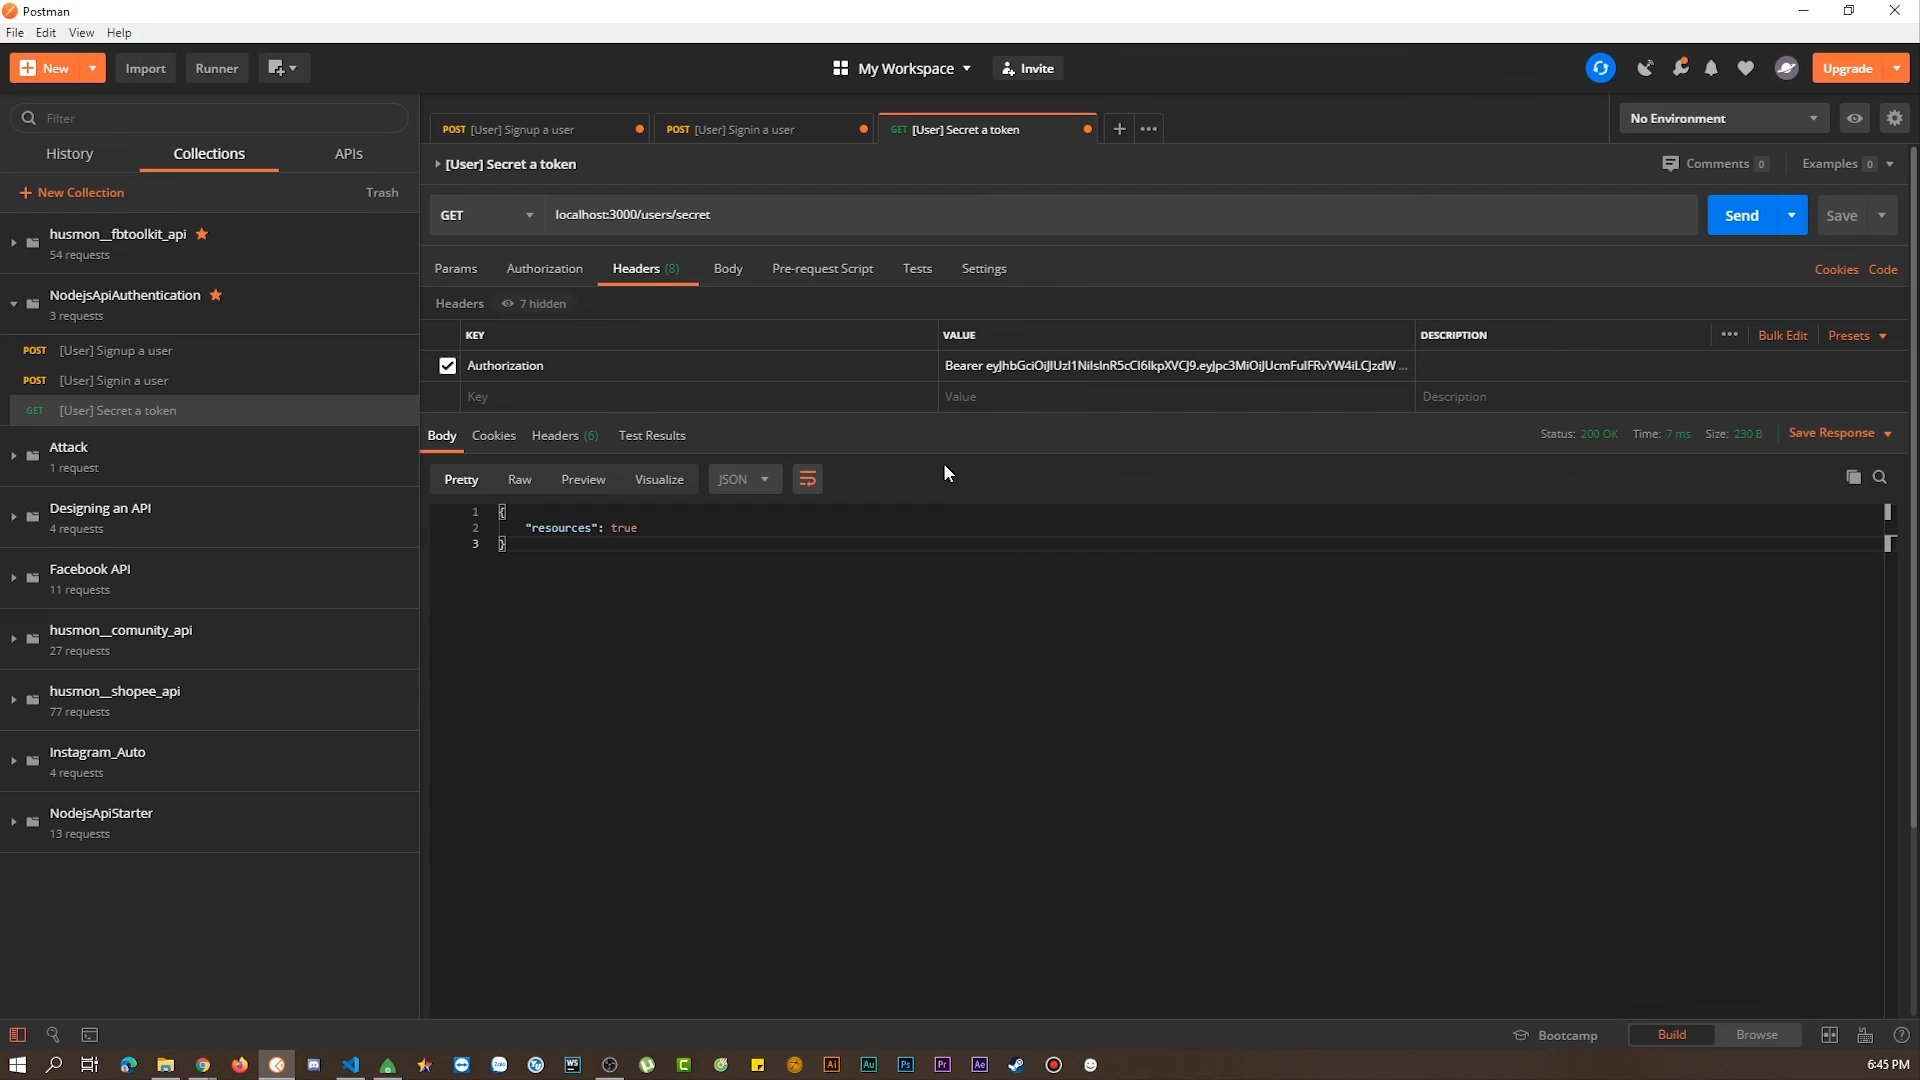 Postman
File Edit View Help
New Import Runner My Workspace Invite Upgrade
Filter
History Collections APIs
New Collection Trash
husmon__fbtoolkit_api
54 requests
NodejsApiAuthentication
3 requests
POST [User] Signup a user
POST [User] Signin a user
GET [User] Secret a token
Attack
1 request
Designing an API
4 requests
Facebook API
11 requests
husmon__comunity_api
27 requests
husmon__shopee_api
77 requests
Instagram_Auto
4 requests
NodejsApiStarter
13 requests
POST [User] Signup a user POST [User] Signin a user GET [User] Secret a token No Environment
[User] Secret a token Comments 0 Examples 0
GET localhost:3000/users/secret Send Save
Params Authorization Headers (8) Body Pre-request Script Tests Settings Cookies Code
Headers 7 hidden
KEY VALUE DESCRIPTION Bulk Edit Presets
Authorization Bearer eyJhbGciOiJIUzI1NiIsInR5cCI6IkpXVCJ9.eyJpc3MiOiJUcmFuIFRvYW4iLCJzdW ...
Key Value Description
Body Cookies Headers (6) Test Results Status: 200 OK Time: 7 ms Size: 230 B Save Response
Pretty Raw Preview Visualize JSON
1 {
2 "resources": true
3 }
Bootcamp Build Browse
6:45 PM